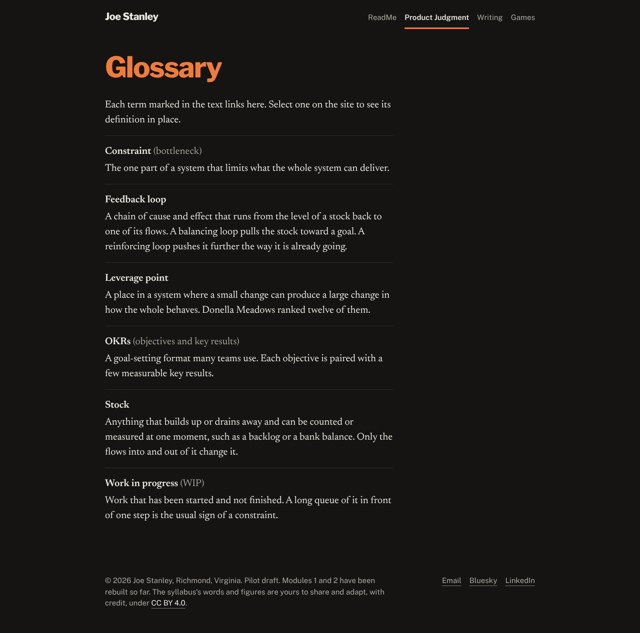 Joe Stanley
ReadMe Product Judgment Writing Games
Glossary
Each term marked in the text links here. Select one on the site to see its
definition in place.
Constraint (bottleneck)
The one part of a system that limits what the whole system can deliver.
Feedback loop
A chain of cause and effect that runs from the level of a stock back to
one of its flows. A balancing loop pulls the stock toward a goal. A
reinforcing loop pushes it further the way it is already going.
Leverage point
A place in a system where a small change can produce a large change in
how the whole behaves. Donella Meadows ranked twelve of them.
OKRs (objectives and key results)
A goal-setting format many teams use. Each objective is paired with a
few measurable key results.
Stock
Anything that builds up or drains away and can be counted or
measured at one moment, such as a backlog or a bank balance. Only the
flows into and out of it change it.
Work in progress (WIP)
Work that has been started and not finished. A long queue of it in front
of one step is the usual sign of a constraint.
© 2026 Joe Stanley, Richmond, Virginia. Pilot draft. Modules 1 and 2 have been
rebuilt so far. The syllabus's words and figures are yours to share and adapt, with
credit, under CC BY 4.0.
Email Bluesky LinkedIn